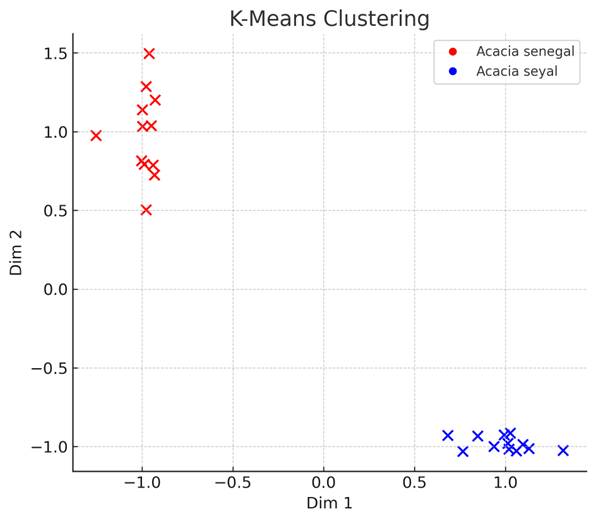 K-Means Clustering
Acacia senegal
Acacia seyal
1.5
1.0
0.5
0.0
−0.5
−1.0
Dim 2
−1.0
−0.5
0.0
0.5
1.0
Dim 1